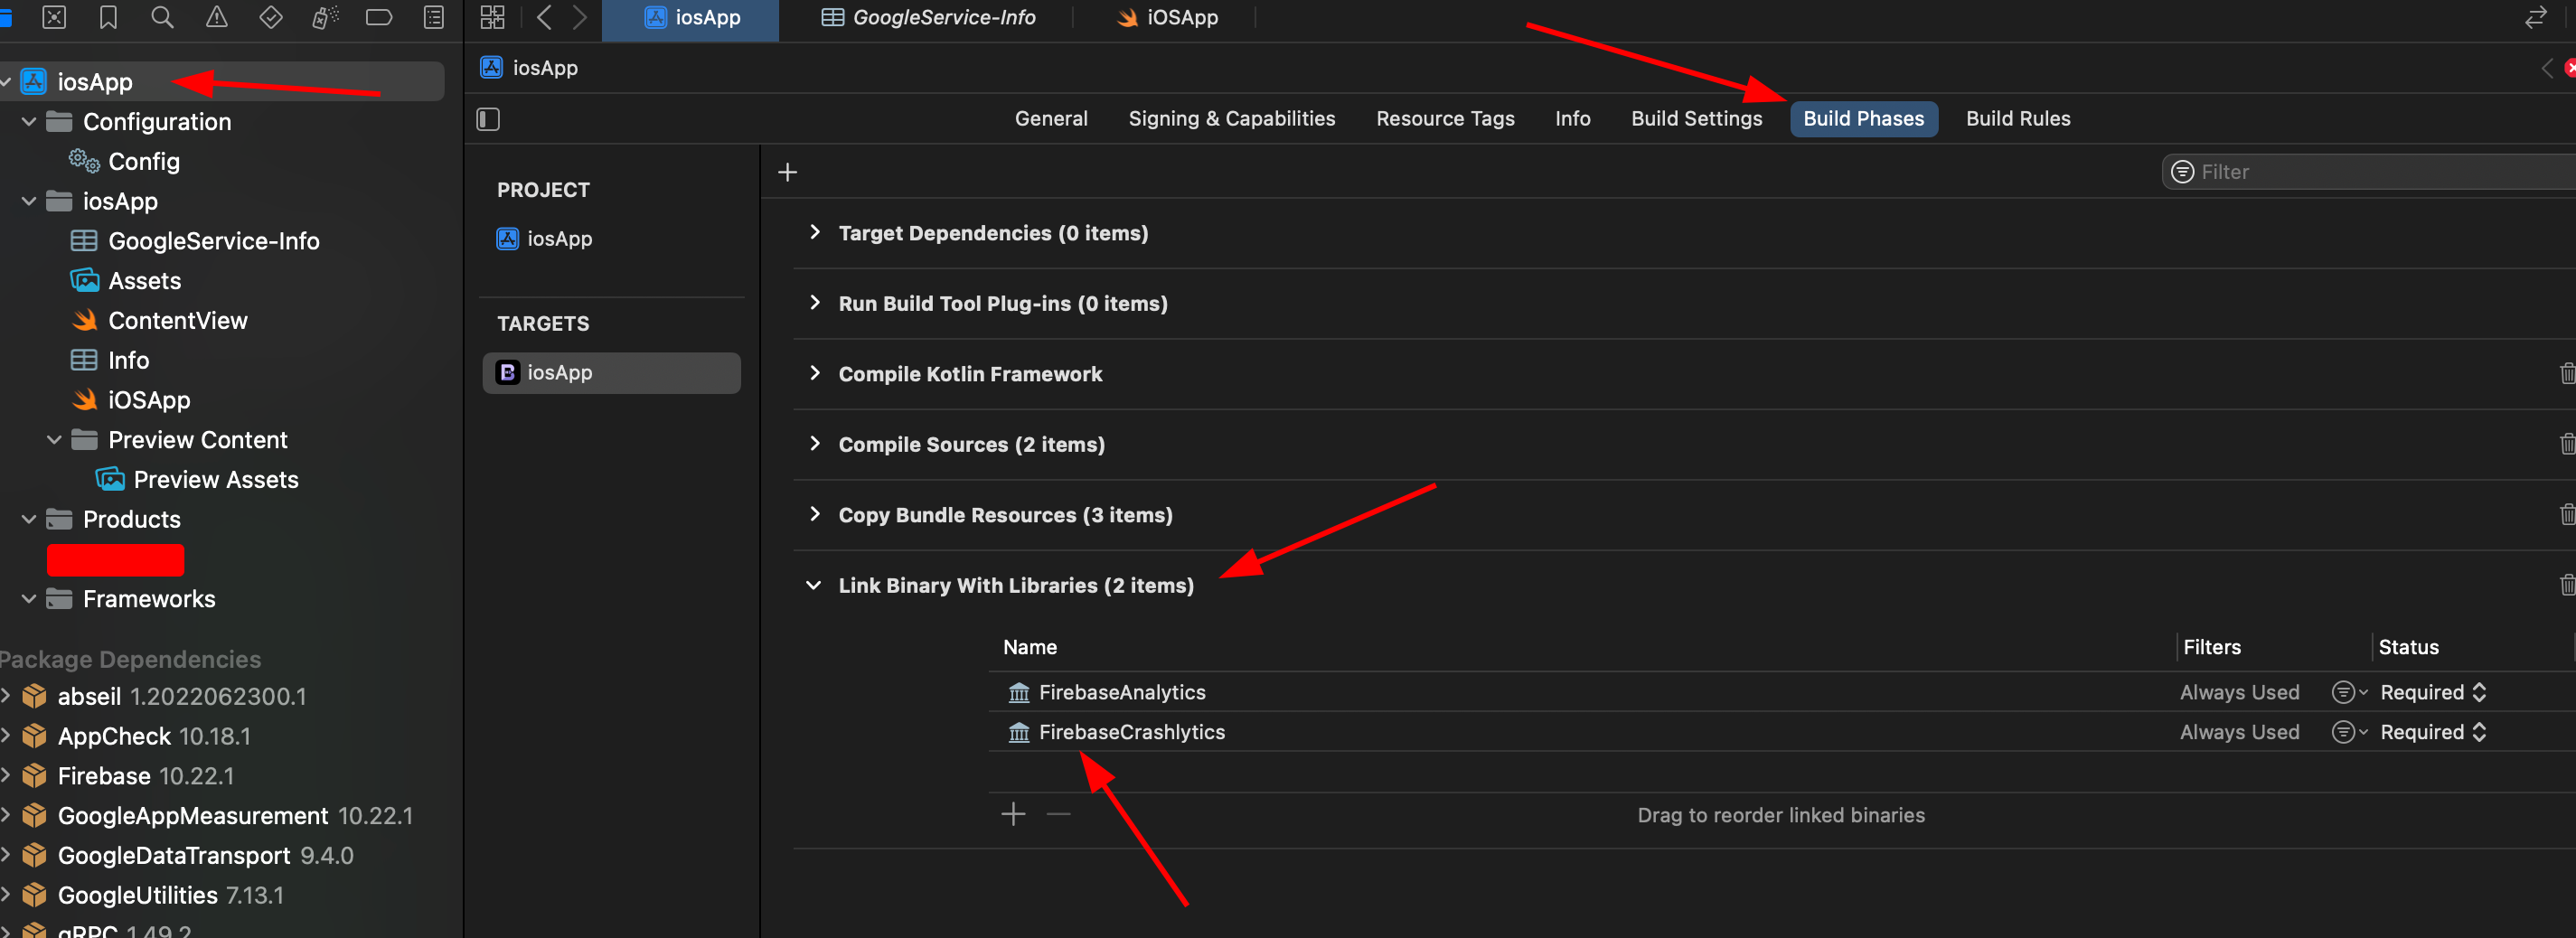 iosApp
GoogleService-Info
iOSApp
iosApp
Configuration
Config
iosApp
GoogleService-Info
Assets
ContentView
Info
iOSApp
Preview Content
Preview Assets
Products
Frameworks
Package Dependencies
abseil 1.2022062300.1
AppCheck 10.18.1
Firebase 10.22.1
GoogleAppMeasurement 10.22.1
GoogleDataTransport 9.4.0
GoogleUtilities 7.13.1
gRPC 1.49.2
iosApp
General Signing & Capabilities Resource Tags Info Build Settings Build Phases Build Rules
PROJECT
iosApp
TARGETS
iosApp
Filter
Target Dependencies (0 items)
Run Build Tool Plug-ins (0 items)
Compile Kotlin Framework
Compile Sources (2 items)
Copy Bundle Resources (3 items)
Link Binary With Libraries (2 items)
Name Filters Status
FirebaseAnalytics Always Used Required
FirebaseCrashlytics Always Used Required
Drag to reorder linked binaries